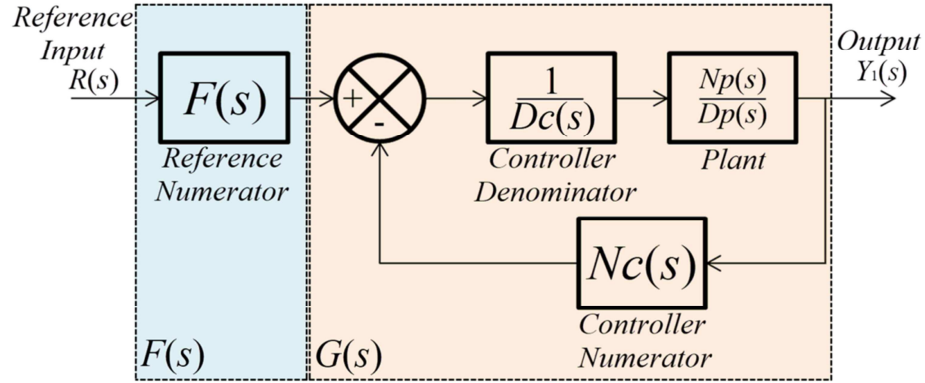 Reference
Input
R(s)
F(s)
Reference
Numerator
+
-
1
Dc(s)
Controller
Denominator
Np(s)
Dp(s)
Plant
Output
Y₁(s)
Nc(s)
Controller
Numerator
F(s)
G(s)